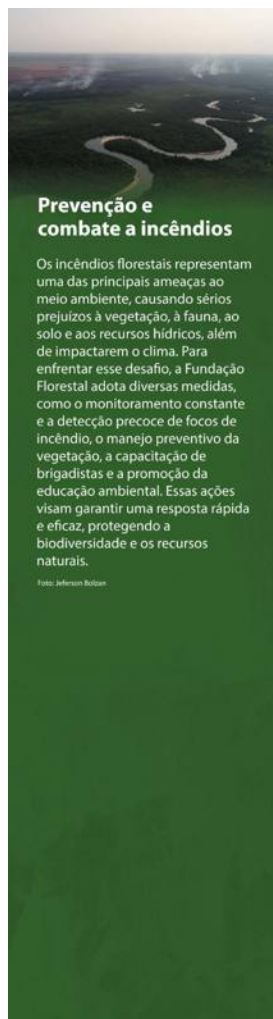 Prevenção e
combate a incêndios
Os incêndios florestais representam
uma das principais ameaças ao
meio ambiente, causando sérios
prejuízos à vegetação, à fauna, ao
solo e aos recursos hídricos, além
de impactarem o clima. Para
enfrentar esse desafio, a Fundação
Florestal adota diversas medidas,
como o monitoramento constante
e a detecção precoce de focos de
incêndio, o manejo preventivo da
vegetação, a capacitação de
brigadistas e a promoção da
educação ambiental. Essas ações
visam garantir uma resposta rápida
e eficaz, protegendo a
biodiversidade e os recursos
naturais.
Foto: Jeferson Bolzan